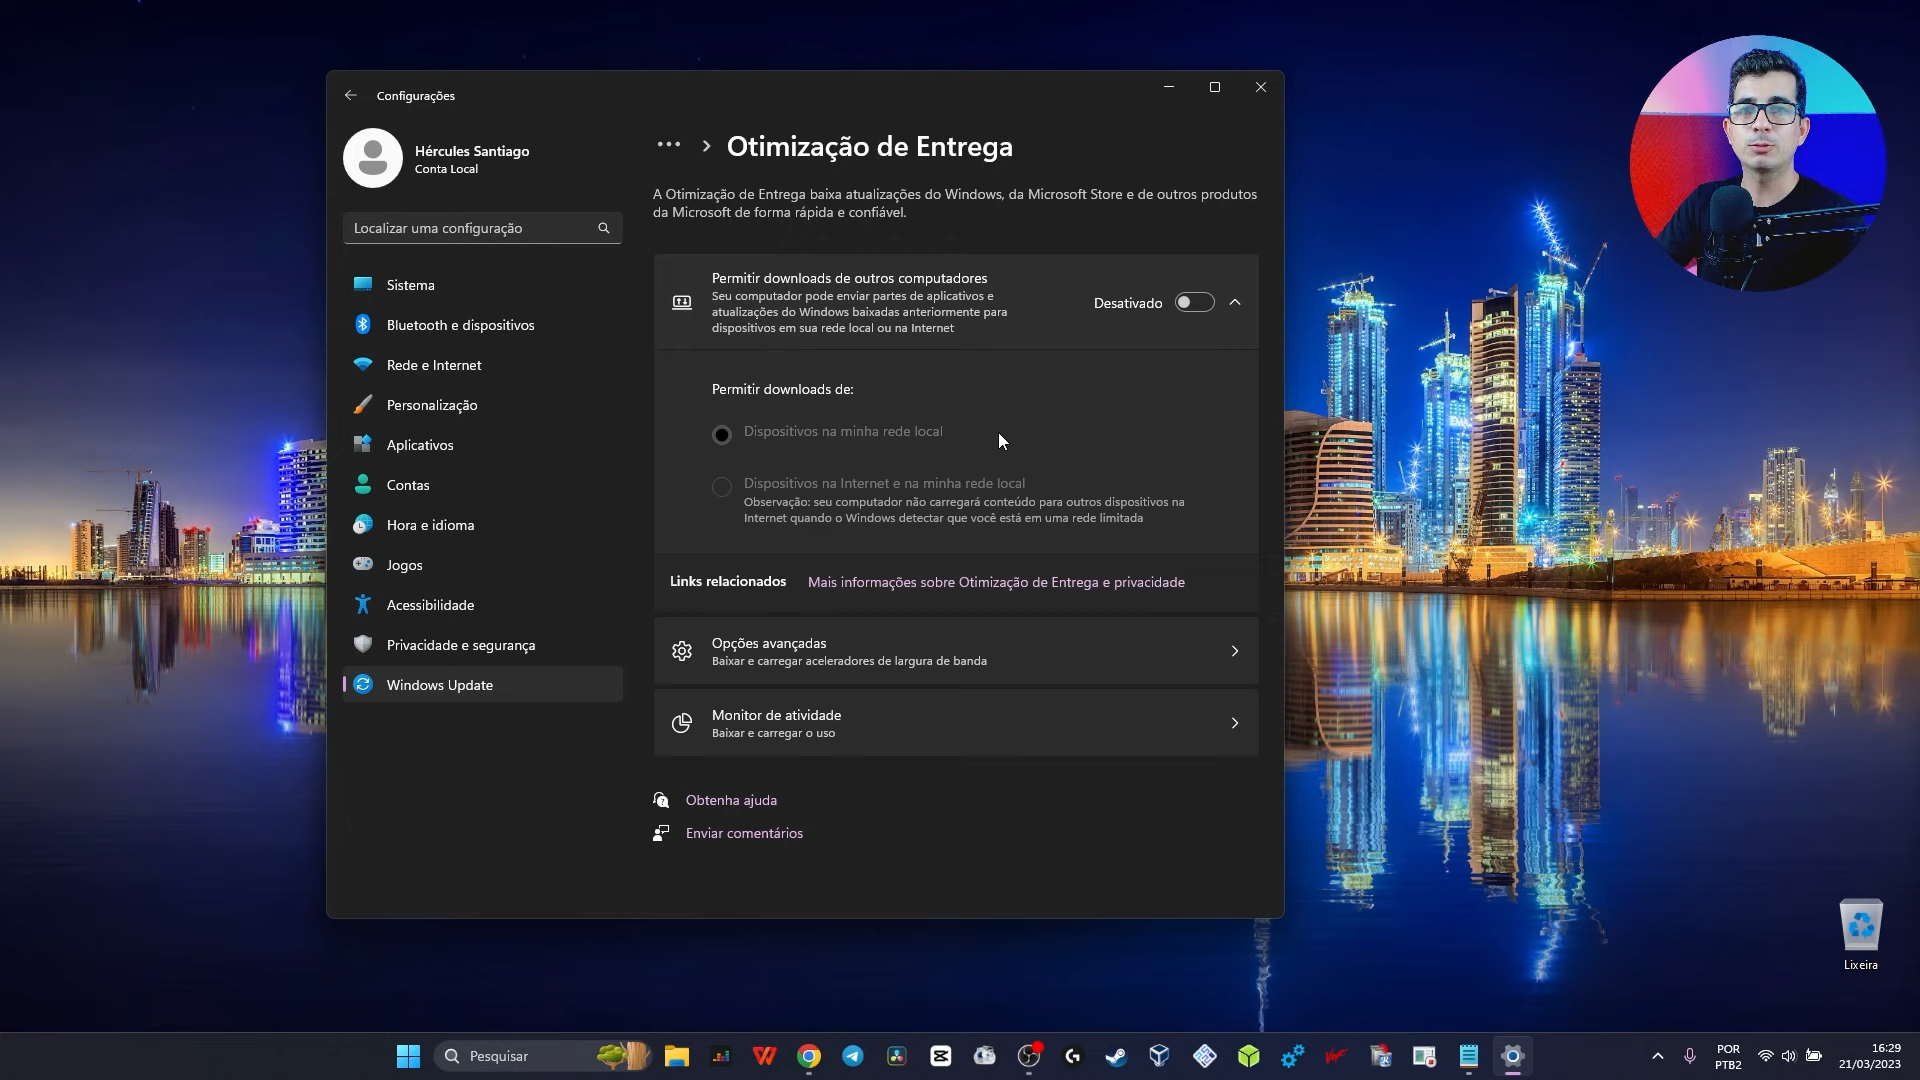 Configurações
Hércules Santiago
Conta Local
Localizar uma configuração
Sistema
Bluetooth e dispositivos
Rede e Internet
Personalização
Aplicativos
Contas
Hora e idioma
Jogos
Acessibilidade
Privacidade e segurança
Windows Update
Otimização de Entrega
A Otimização de Entrega baixa atualizações do Windows, da Microsoft Store e de outros produtos
da Microsoft de forma rápida e confiável.
Permitir downloads de outros computadores
Seu computador pode enviar partes de aplicativos e
atualizações do Windows baixadas anteriormente para
dispositivos em sua rede local ou na Internet
Desativado
Permitir downloads de:
Dispositivos na minha rede local
Dispositivos na Internet e na minha rede local
Observação: seu computador não carregará conteúdo para outros dispositivos na
Internet quando o Windows detectar que você está em uma rede limitada
Links relacionados Mais informações sobre Otimização de Entrega e privacidade
Opções avançadas
Baixar e carregar aceleradores de largura de banda
Monitor de atividade
Baixar e carregar o uso
Obtenha ajuda
Enviar comentários
Lixeira
Pesquisar
POR
PTB2
16:29
21/03/2023